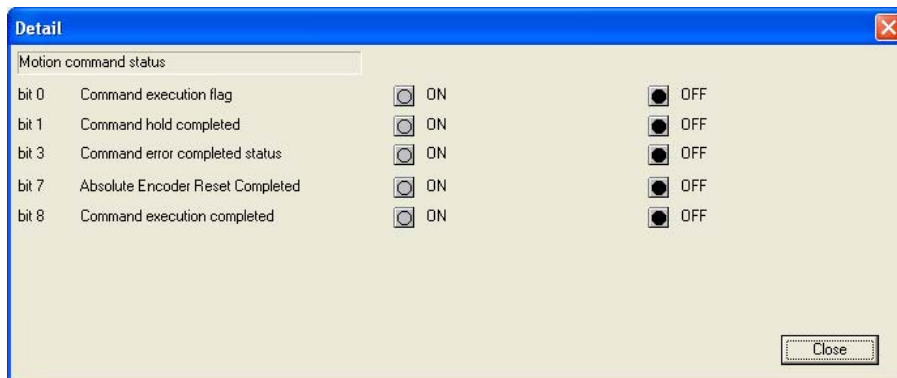 Detail
Motion command status
bit 0 Command execution flag ON OFF
bit 1 Command hold completed ON OFF
bit 3 Command error completed status ON OFF
bit 7 Absolute Encoder Reset Completed ON OFF
bit 8 Command execution completed ON OFF
Close